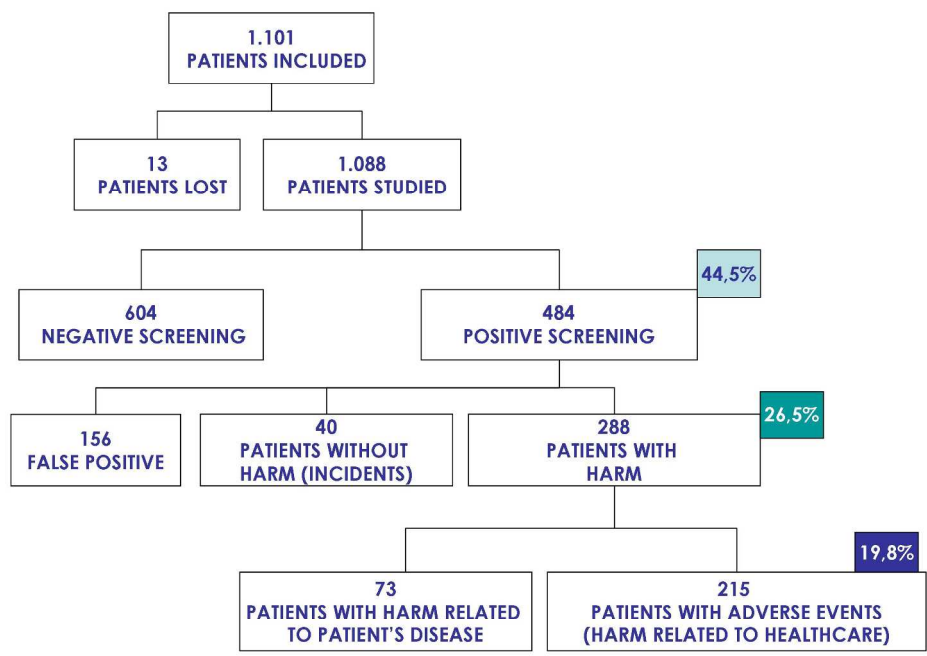 1.101
PATIENTS INCLUDED
13
PATIENTS LOST
1.088
PATIENTS STUDIED
44,5%
604
NEGATIVE SCREENING
484
POSITIVE SCREENING
26,5%
156
FALSE POSITIVE
40
PATIENTS WITHOUT
HARM (INCIDENTS)
288
PATIENTS WITH
HARM
19,8%
73
PATIENTS WITH HARM RELATED
TO PATIENT'S DISEASE
215
PATIENTS WITH ADVERSE EVENTS
(HARM RELATED TO HEALTHCARE)